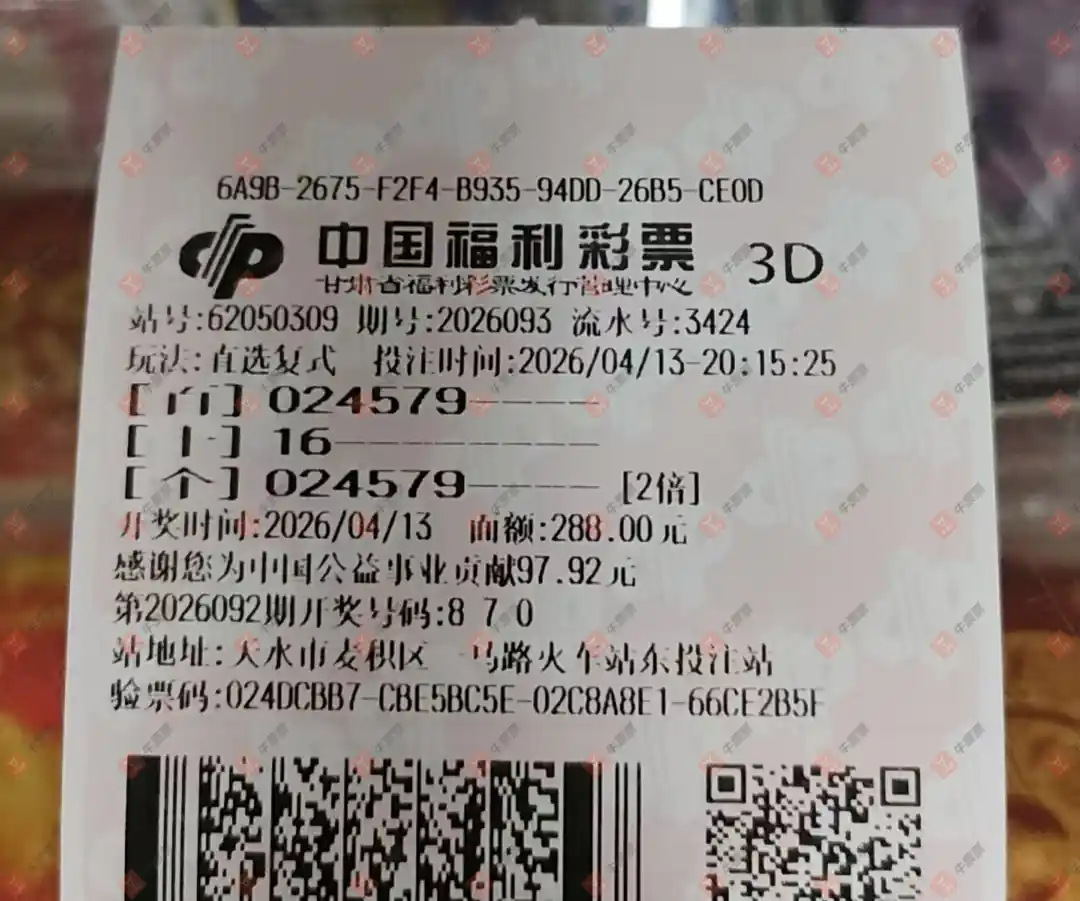 6A9B-2675-F2F4-B935-94DD-26B5-CE0D
中国福利彩票 3D
甘肃省福利彩票发行管理中心
站号:62050309 期号:2026093 流水号:3424
玩法:直选复式 投注时间:2026/04/13-20:15:25
[百] 024579-----
[十] 16---------
[个] 024579----- [2倍]
开奖时间:2026/04/13 面额:288.00元
感谢您为中国公益事业贡献97.92元
第2026092期开奖号码:8 7 0
站地址:天水市麦积区一马路火车站东投注站
验票码:024DCBB7-CBE5BC5E-02C8A8E1-66CE2B5F